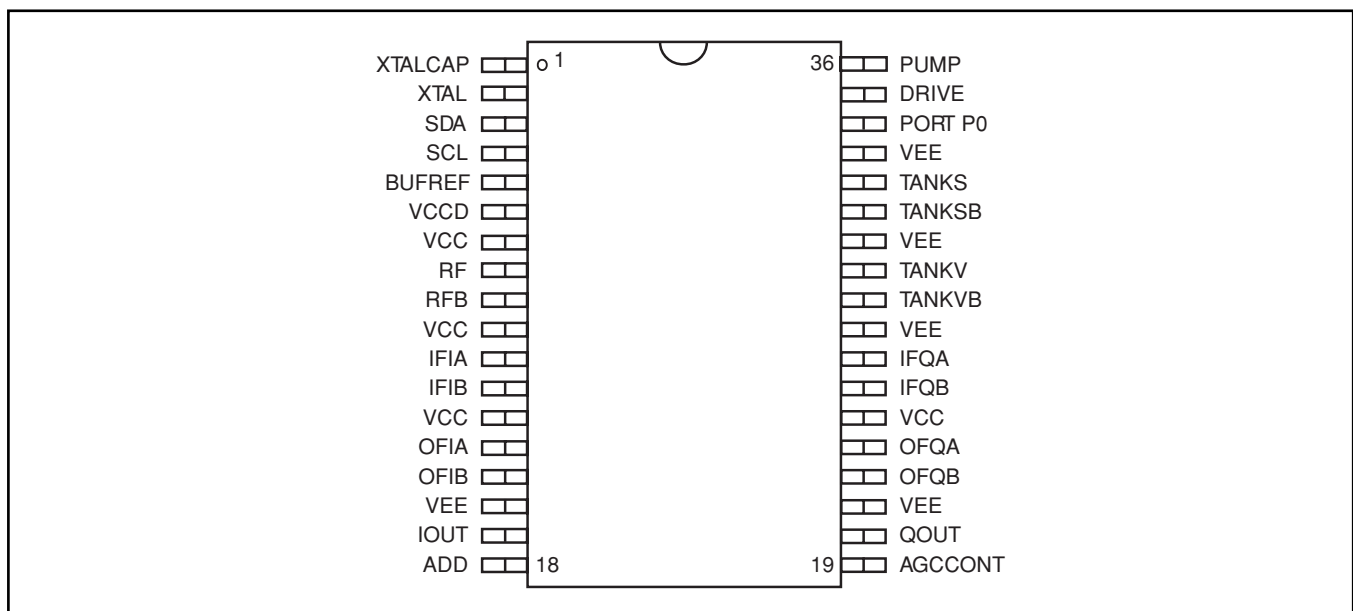 XTALCAP 1 36 PUMP
XTAL DRIVE
SDA PORT P0
SCL VEE
BUFREF TANKS
VCCD TANKSB
VCC VEE
RF TANKV
RFB TANKVB
VCC VEE
IFIA IFQA
IFIB IFQB
VCC VCC
OFIA OFQA
OFIB OFQB
VEE VEE
IOUT QOUT
ADD 18 19 AGCCONT